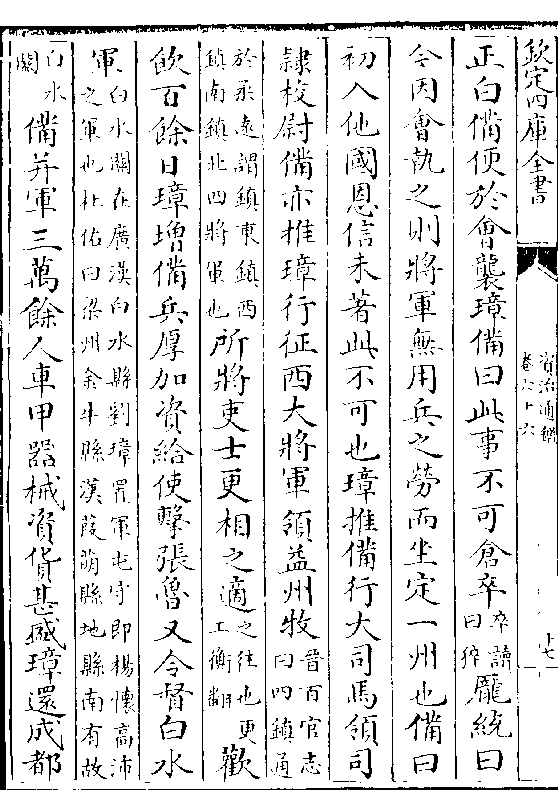 欽定四庫全書
資治通鑑
卷六十六
十七
正白備便於會襲璋備曰此事不可倉卒卒讀曰猝龐統曰
今因會執之則將軍無用兵之勞而坐定一州也備曰
初入他國恩信未著此不可也璋推備行大司馬領司
隷校尉備亦推璋行征西大將軍領益州牧晉百官志曰四鎮通
於柔逺謂鎮東鎮西鎮南鎮北四將軍也所將吏士更相之適之往也更工衡翻歡
飲百餘日璋增備兵厚加資給使擊張魯又令督白水
軍白水關在廣漢白水縣劉璋置軍屯守即楊懷髙沛之軍也杜佑曰梁州金牛縣漢葭萌縣地縣南有故
白水關備并軍三萬餘人車甲器械資貨甚盛璋還成都